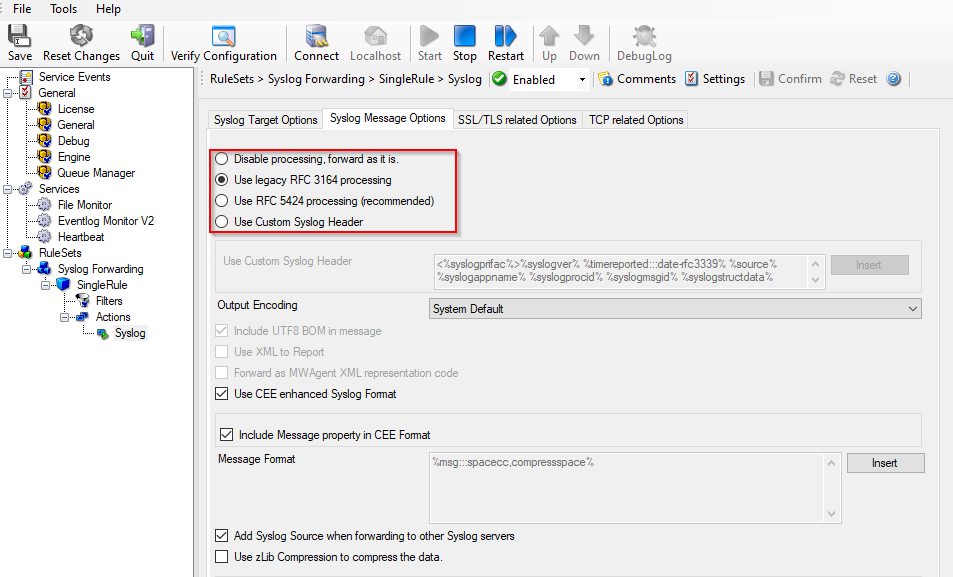 File Tools Help
Save Reset Changes Quit Verify Configuration Connect Localhost Start Stop Restart Up Down DebugLog
RuleSets > Syslog Forwarding > SingleRule > Syslog Enabled Comments Settings Confirm Reset ?
Service Events
General
License
General
Debug
Engine
Queue Manager
Services
File Monitor
Eventlog Monitor V2
Heartbeat
RuleSets
Syslog Forwarding
SingleRule
Filters
Actions
Syslog
Syslog Target Options Syslog Message Options SSL/TLS related Options TCP related Options
Disable processing, forward as it is.
Use legacy RFC 3164 processing
Use RFC 5424 processing (recommended)
Use Custom Syslog Header
Use Custom Syslog Header
<%syslogprifac%>%syslogver% %timereported:::date-rfc3339% %source%
%syslogappname% %syslogprocid% %syslogmsgid% %syslogstructdata%
Insert
Output Encoding System Default
Include UTF8 BOM in message
Use XML to Report
Forward as MWAgent XML representation code
Use CEE enhanced Syslog Format
Include Message property in CEE Format
Message Format %msg:::spacecc,compressspace% Insert
Add Syslog Source when forwarding to other Syslog servers
Use zLib Compression to compress the data.